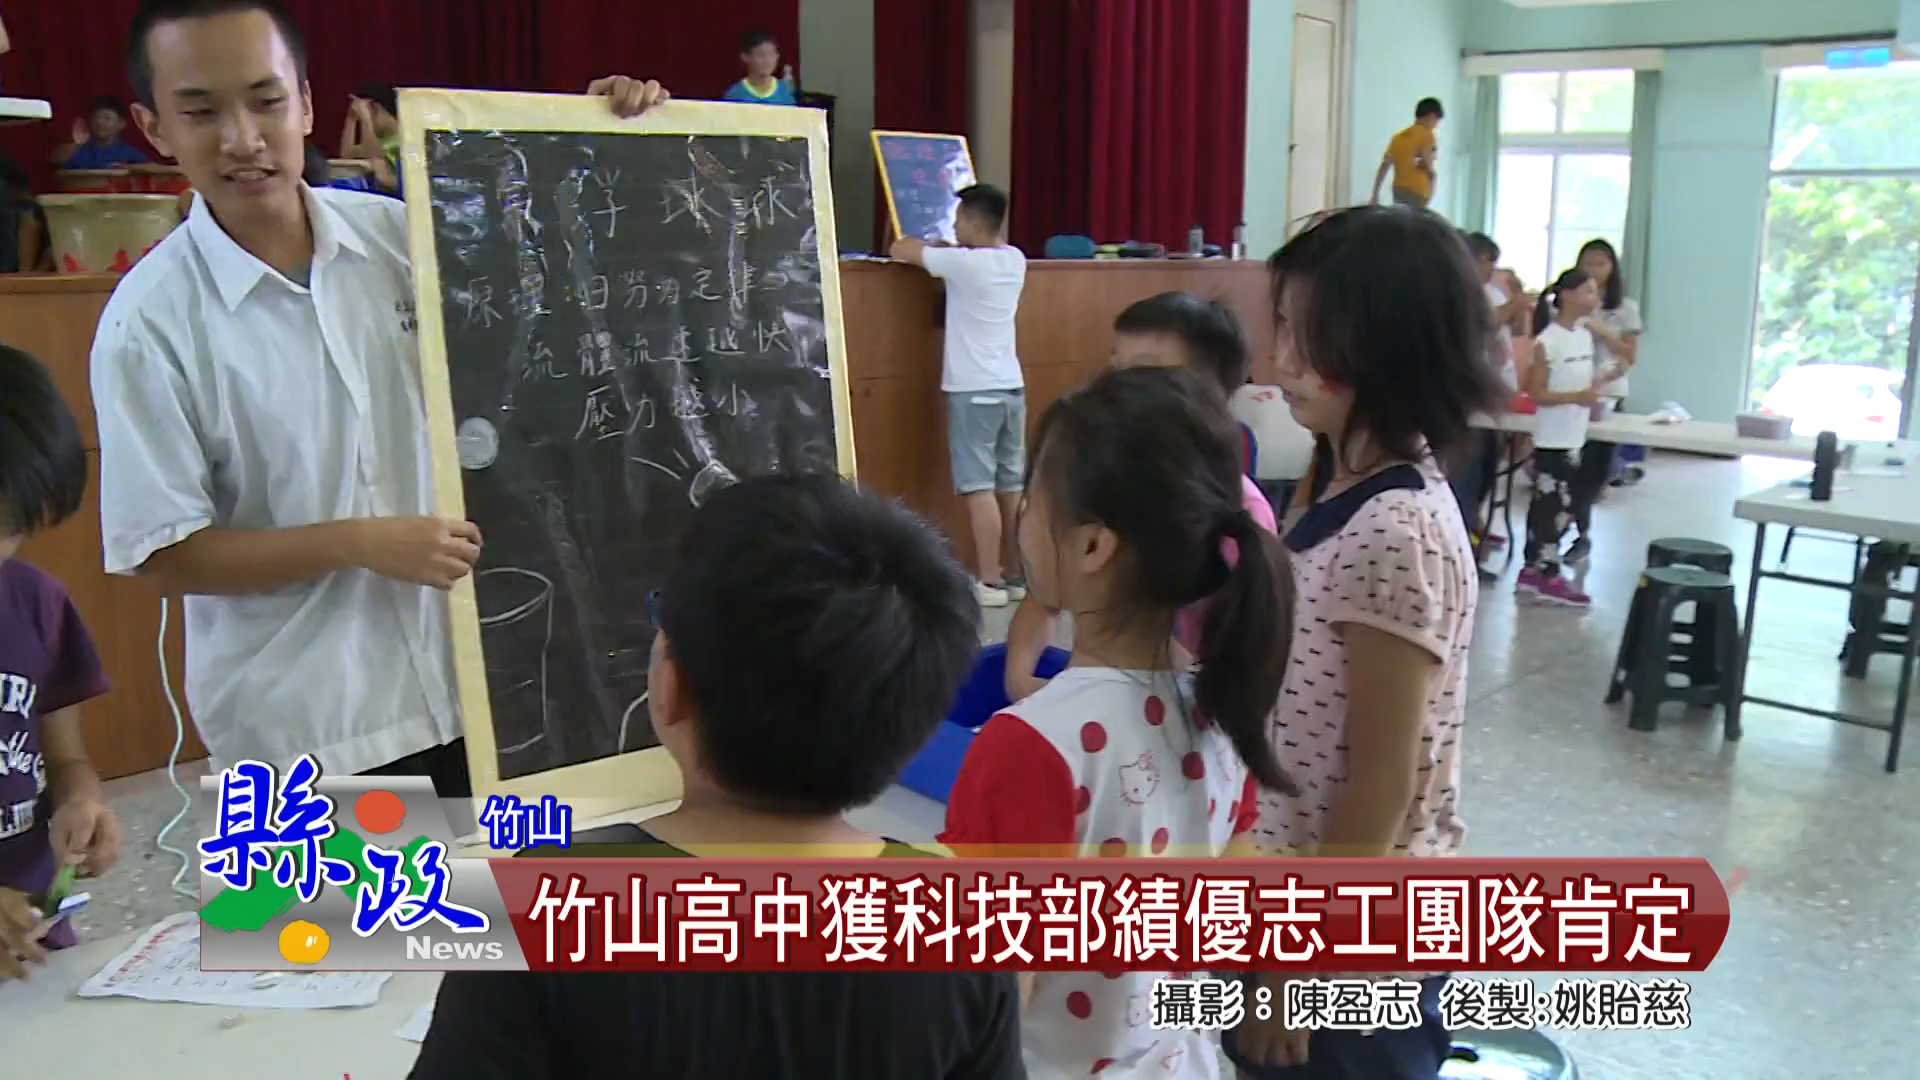 原理:白努力定律
流體流速越快
壓力越小
縣政
News
竹山
竹山高中獲科技部績優志工團隊肯定
攝影：陳盈志 後製:姚貽慈